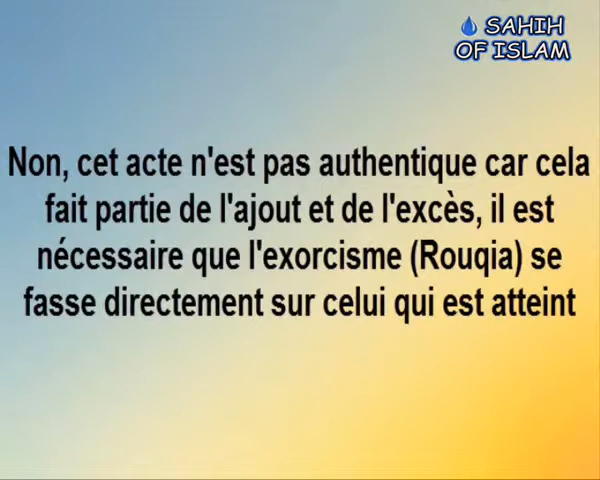 SAHIH
OF ISLAM
Non, cet acte n'est pas authentique car cela
fait partie de l'ajout et de l'excès, il est
nécessaire que l'exorcisme (Rouqia) se
fasse directement sur celui qui est atteint